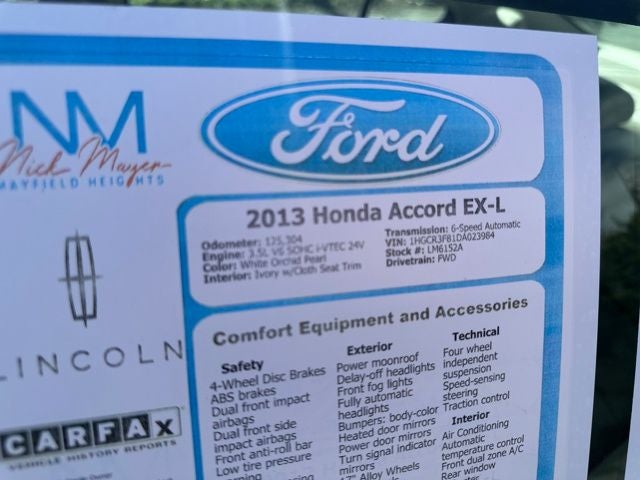 NM
Nick Mayer
MAYFIELD HEIGHTS
Ford
LINCOLN
CARFAX
VEHICLE HISTORY REPORTS
2013 Honda Accord EX-L
Odometer: 125,304
Engine: 3.5L V6 SOHC i-VTEC 24V
Color: White Orchid Pearl
Interior: Ivory w/Cloth Seat Trim
Transmission: 6-Speed Automatic
VIN: 1HGCR3F81DA023984
Stock #: LM6152A
Drivetrain: FWD
Comfort Equipment and Accessories
Safety
4-Wheel Disc Brakes
ABS brakes
Dual front impact
airbags
Dual front side
impact airbags
Front anti-roll bar
Low tire pressure
Exterior
Power moonroof
Delay-off headlights
Front fog lights
Fully automatic
headlights
Bumpers: body-color
Heated door mirrors
Power door mirrors
Turn signal indicator
mirrors
17" Alloy Wheels
Technical
Four wheel
independent
suspension
Speed-sensing
steering
Traction control
Interior
Air Conditioning
Automatic
temperature control
Front dual zone A/C
Rear window